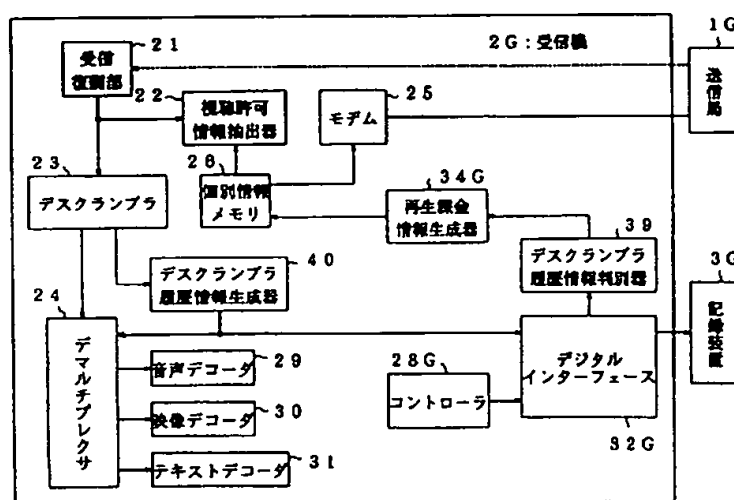 21
2G:受信機
1G
受信
復調部
送信局
22
25
視聴許可
情報抽出器
モデム
23
26
34G
個別情報
メモリ
デスクランブラ
再生課金
情報生成器
39
40
デスクランブラ
履歴情報判別器
3G
デスクランブラ
履歴情報生成器
24
記録装置
デマルチプレクサ
29
音声デコーダ
28G
デジタル
インターフェース
コントローラ
30
映像デコーダ
32G
31
テキストデコーダ